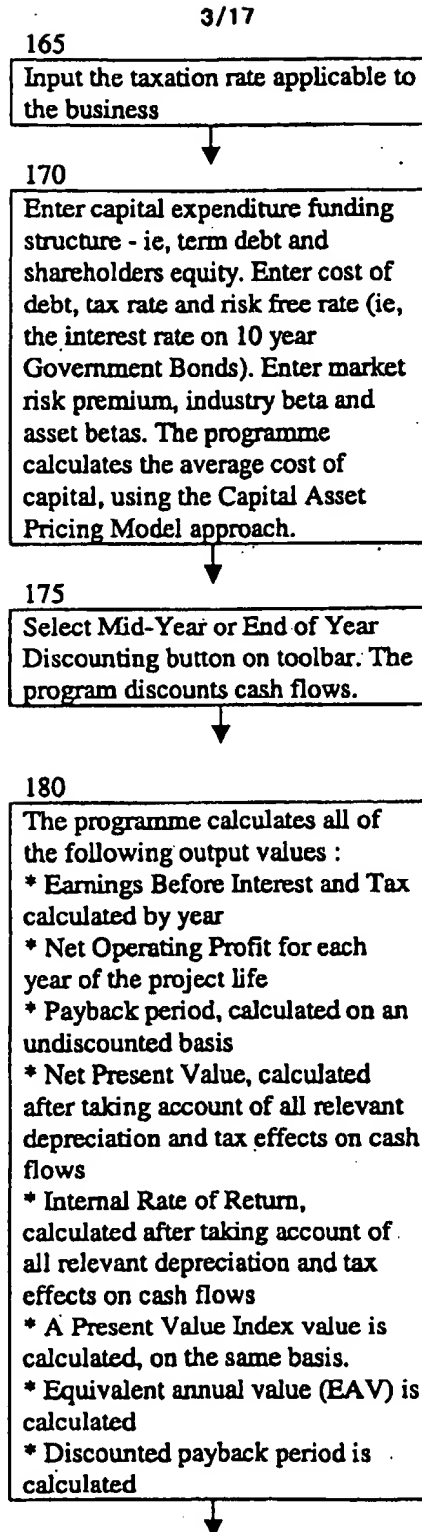 3/17
165
Input the taxation rate applicable to
the business
170
Enter capital expenditure funding
structure - ie, term debt and
shareholders equity. Enter cost of
debt, tax rate and risk free rate (ie,
the interest rate on 10 year
Government Bonds). Enter market
risk premium, industry beta and
asset betas. The programme
calculates the average cost of
capital, using the Capital Asset
Pricing Model approach.
175
Select Mid-Year or End of Year
Discounting button on toolbar. The
program discounts cash flows.
180
The programme calculates all of
the following output values :
* Earnings Before Interest and Tax
calculated by year
* Net Operating Profit for each
year of the project life
* Payback period, calculated on an
undiscounted basis
* Net Present Value, calculated
after taking account of all relevant
depreciation and tax effects on cash
flows
* Internal Rate of Return,
calculated after taking account of
all relevant depreciation and tax
effects on cash flows
* A Present Value Index value is
calculated, on the same basis.
* Equivalent annual value (EAV) is
calculated
* Discounted payback period is
calculated